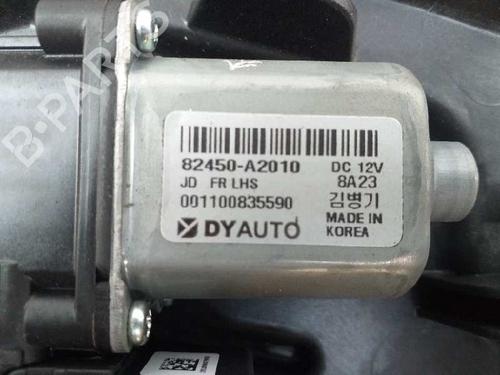 B-PARTS
82450-A2010 DC 12V
JD FR LHS 8A23
001100835590 김병기
DYAUTO MADE IN
KOREA